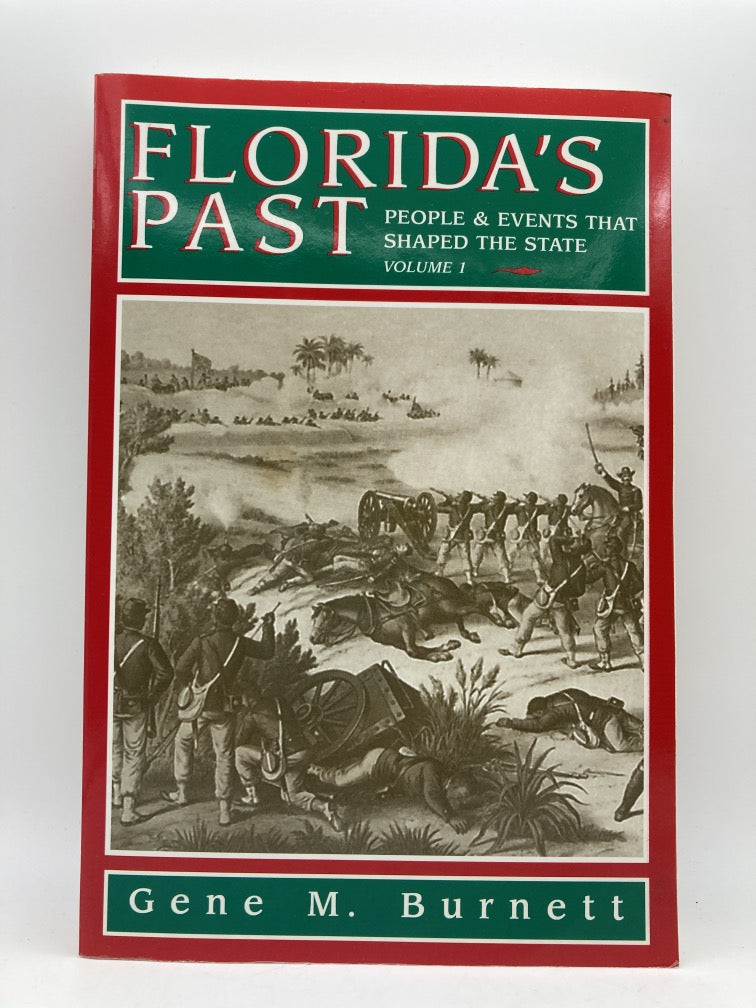 FLORIDA'S
PAST
PEOPLE & EVENTS THAT
SHAPED THE STATE
VOLUME 1
Gene M. Burnett